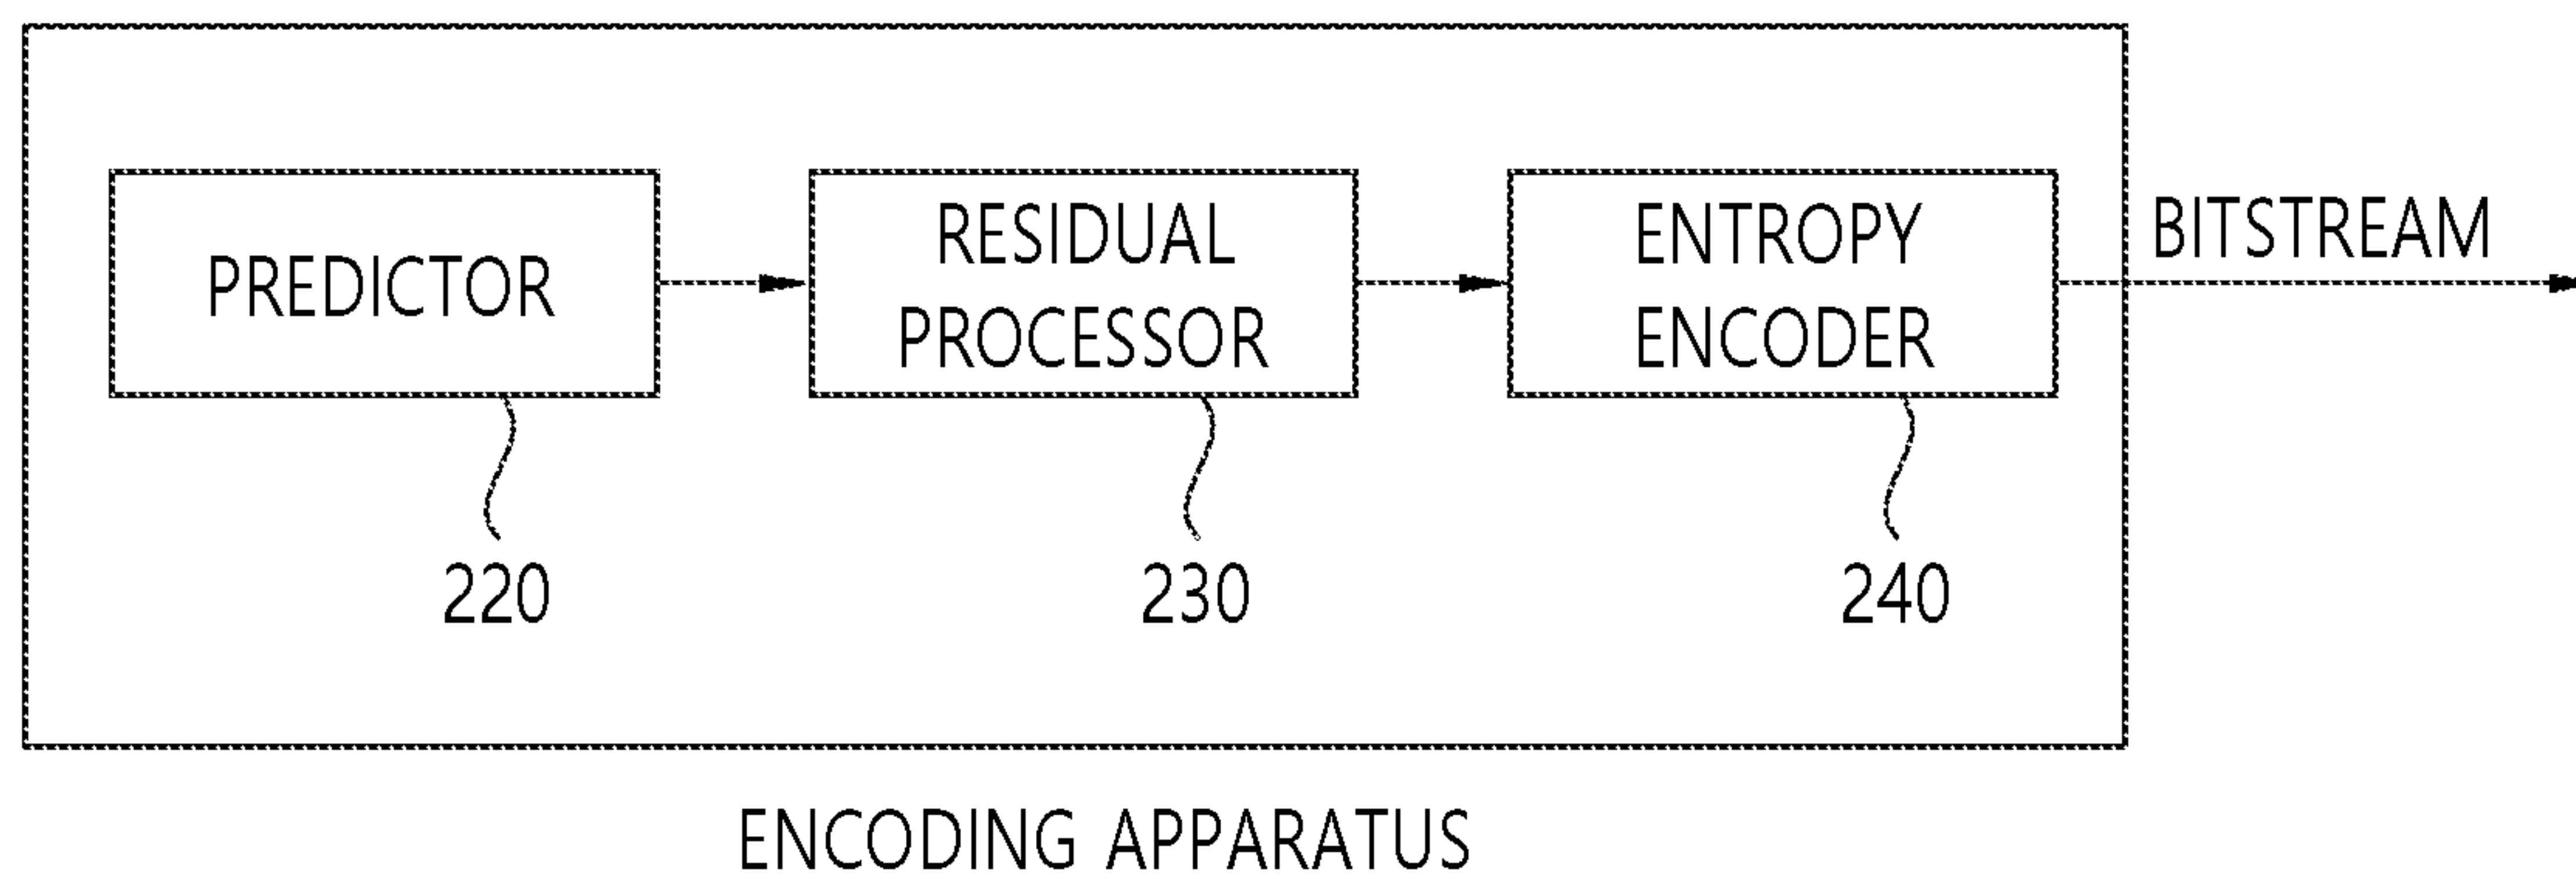 PREDICTOR
RESIDUAL
PROCESSOR
ENTROPY
ENCODER
BITSTREAM
220
230
240
ENCODING APPARATUS